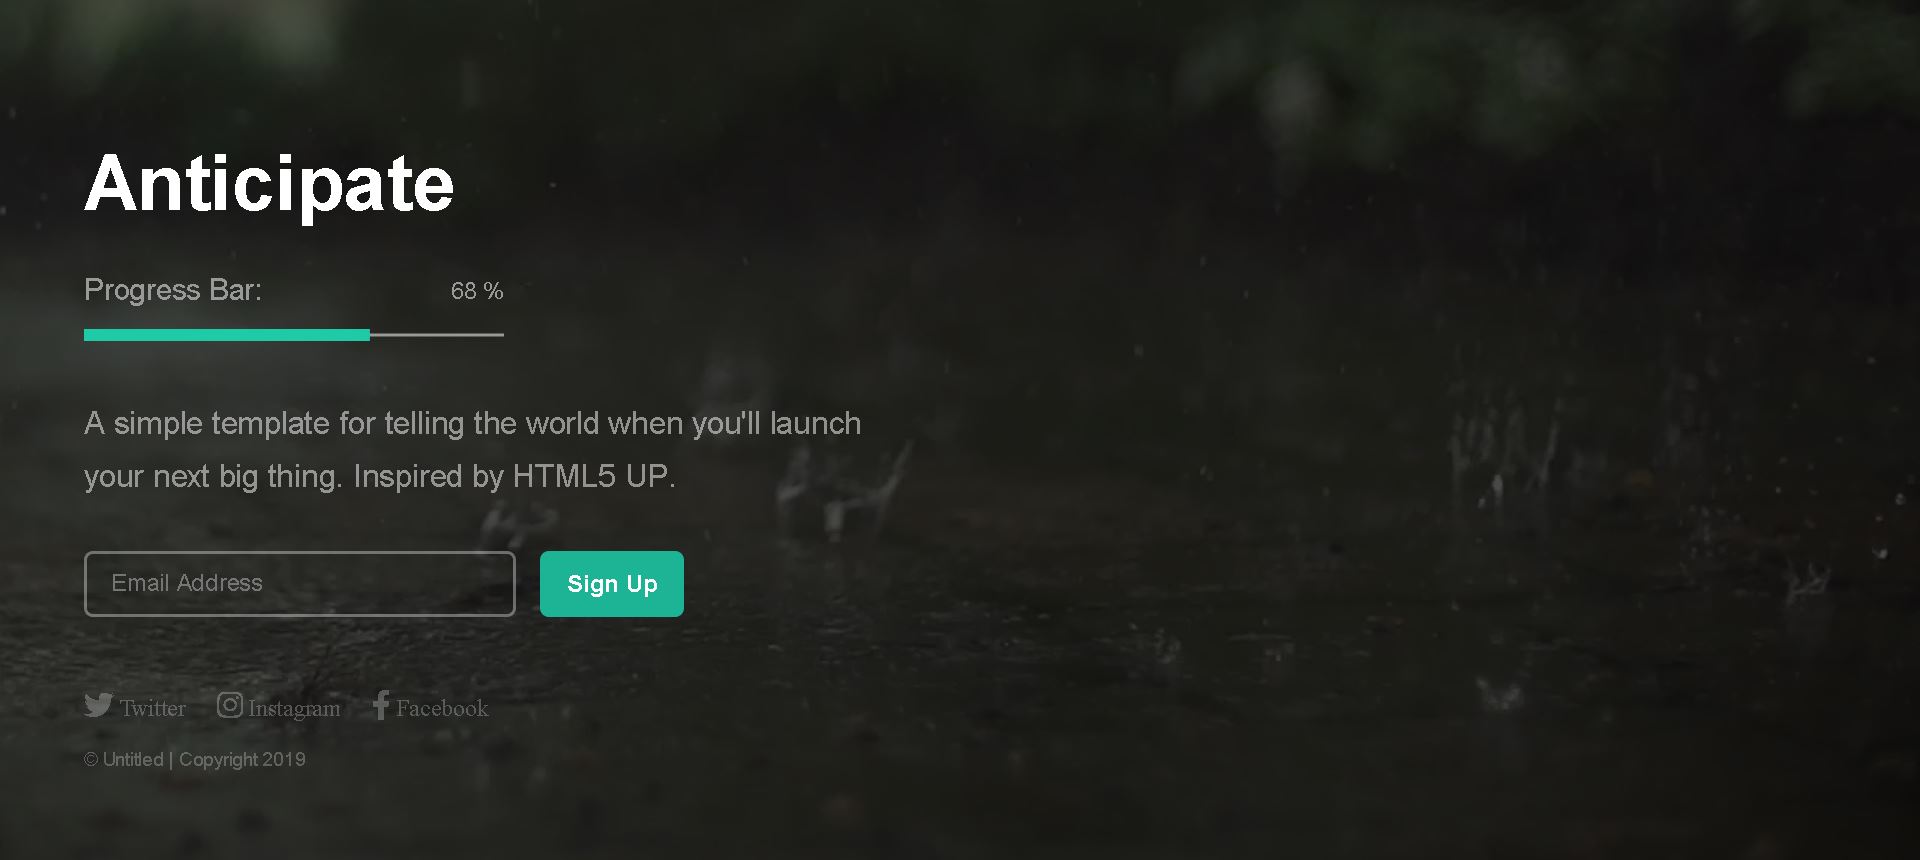 Anticipate
Progress Bar: 68 %
A simple template for telling the world when you'll launch
your next big thing. Inspired by HTML5 UP.
Email Address Sign Up
Twitter Instagram Facebook
© Untitled | Copyright 2019